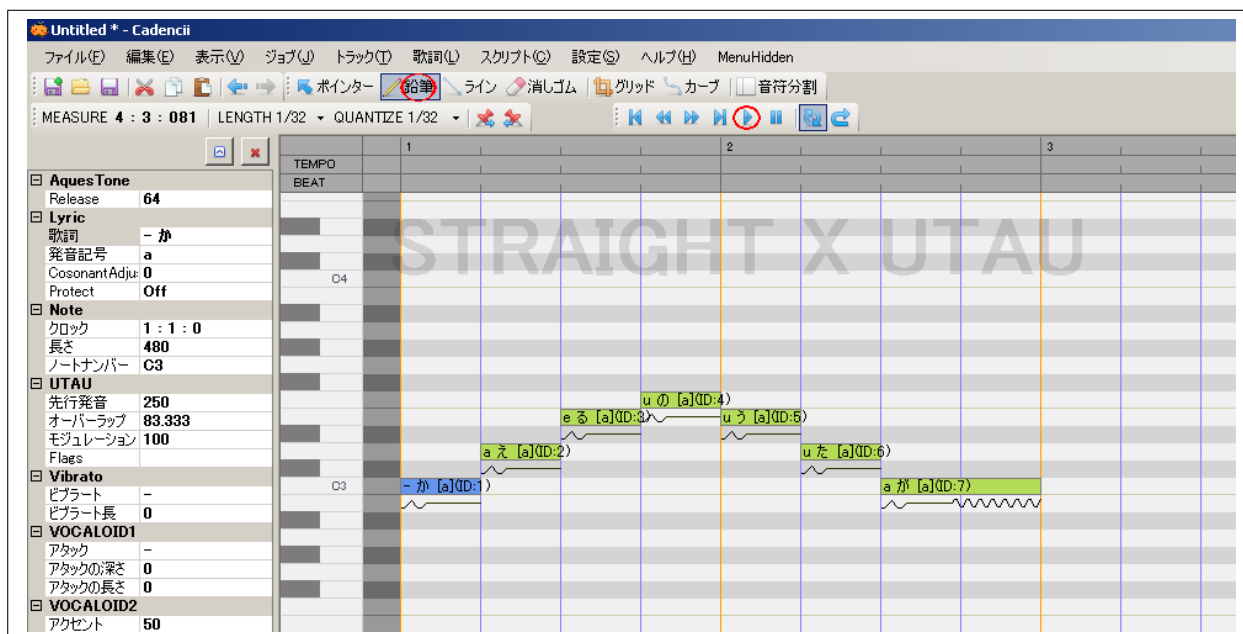 Untitled * - Cadencii
ファイル(F) 編集(E) 表示(V) ジョブ(J) トラック(T) 歌詞(L) スクリプト(C) 設定(S) ヘルプ(H) MenuHidden
ポインター 鉛筆 ライン 消しゴム グリッド カーブ 音符分割
MEASURE 4 : 3 : 081 LENGTH 1/32 QUANTIZE 1/32
1 2 3
TEMPO
BEAT
AquesTone
Release 64
Lyric
歌詞 - か
発音記号 a
CosonantAdju 0
Protect Off
Note
クロック 1 : 1 : 0
長さ 480
ノートナンバー C3
UTAU
先行発音 250
オーバーラップ 83.333
モジュレーション 100
Flags
Vibrato
ビブラート -
ビブラート長 0
VOCALOID1
アタック -
アタックの深さ 0
アタックの長さ 0
VOCALOID2
アクセント 50
STRAIGHT X UTAU
C4
u の [a](ID:4)
e る [a](ID:3)
u う [a](ID:5)
a え [a](ID:2)
u た [a](ID:6)
C3
- か [a](ID:1)
a が [a](ID:7)